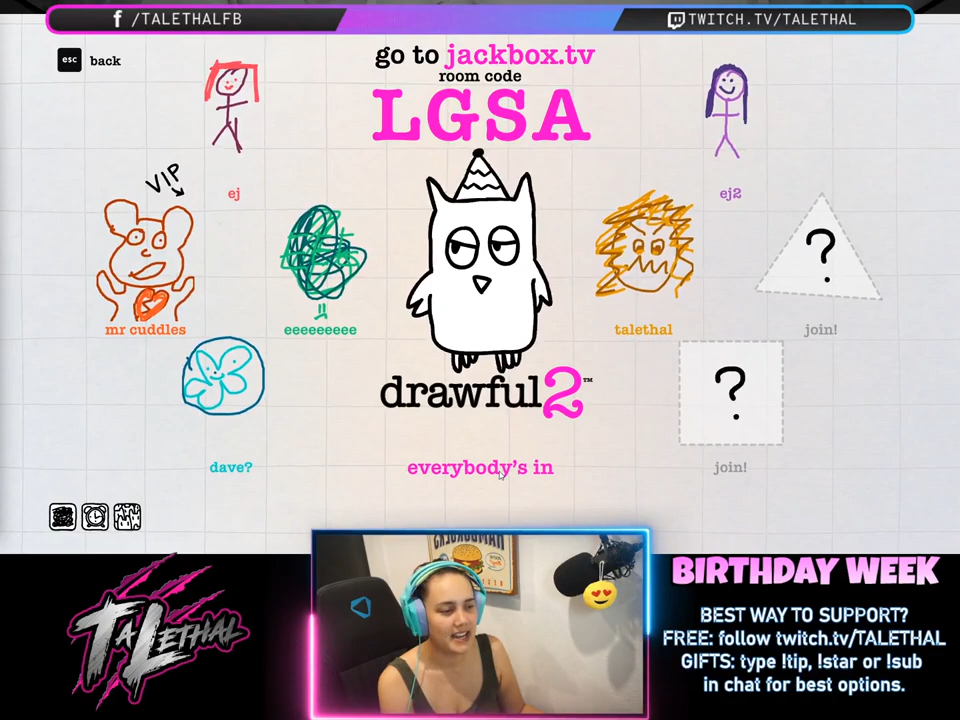 /TALETHALFB
TWITCH.TV/TALETHAL
esc back
go to jackbox.tv
room code
LGSA
VIP
ej
ej2
?
mr cuddles
eeeeeeeee
talethal
join!
?
drawful 2™
dave?
everybody's in
join!
TALETHAL
BIRTHDAY WEEK
BEST WAY TO SUPPORT?
FREE: follow twitch.tv/TALETHAL
GIFTS: type !tip, !star or !sub
in chat for best options.